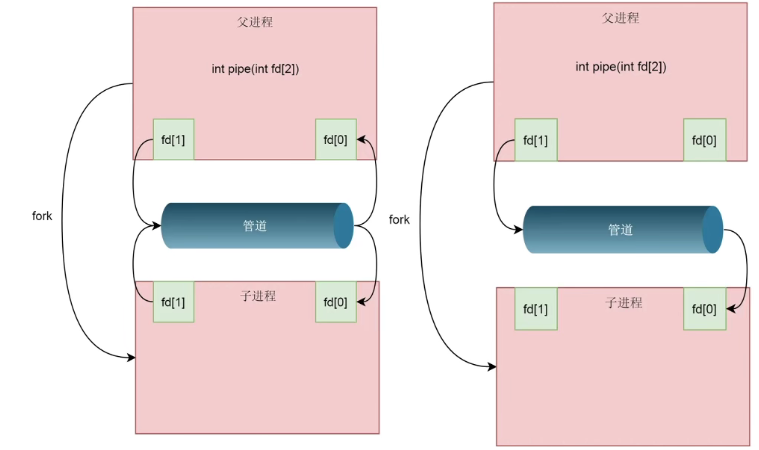 父进程
int pipe(int fd[2])
fd[1]
fd[0]
fork
管道
fd[1]
子进程
fd[0]
父进程
int pipe(int fd[2])
fd[1]
fd[0]
fork
管道
fd[1]
子进程
fd[0]